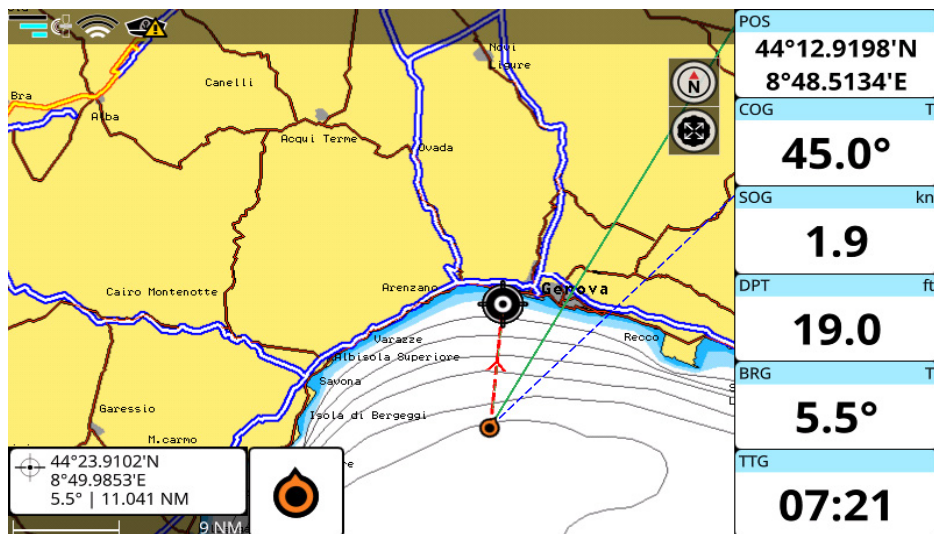 POS
44°12.9198'N
8°48.5134'E
COG T
45.0°
SOG kn
1.9
DPT ft
19.0
BRG T
5.5°
TTG
07:21
N
Novi
Ligure
Canelli
Bra
Alba
Acqui Terme
Ovada
Cairo Montenotte
Arenzano
Genova
Varazze
Recco
Albisola Superiore
Savona
Garessio
Isola di Bergeggi
M.carmo
44°23.9102'N
8°49.9853'E
5.5° | 11.041 NM
9 NM